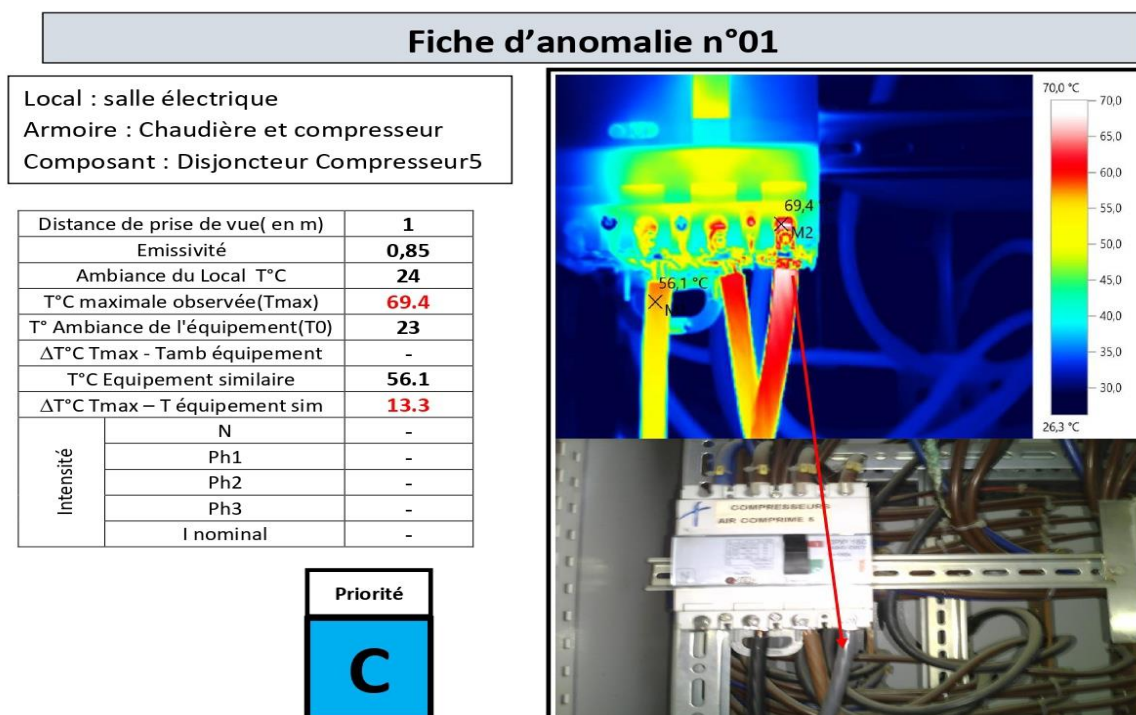 Fiche d’anomalie n°01
Local : salle électrique
Armoire : Chaudière et compresseur
Composant : Disjoncteur Compresseur5
Distance de prise de vue( en m) 1
Emissivité 0,85
Ambiance du Local T°C 24
T°C maximale observée(Tmax) 69.4
T° Ambiance de l'équipement(T0) 23
ΔT°C Tmax - Tamb équipement -
T°C Equipement similaire 56.1
ΔT°C Tmax – T équipement sim 13.3
Intensité
N -
Ph1 -
Ph2 -
Ph3 -
I nominal -
Priorité
C
70,0 °C
70,0
65,0
60,0
55,0
50,0
45,0
40,0
35,0
30,0
26,3 °C
69,4
M2
56,1 °C
COMPRESSEURS
AIR COMPRIME 5